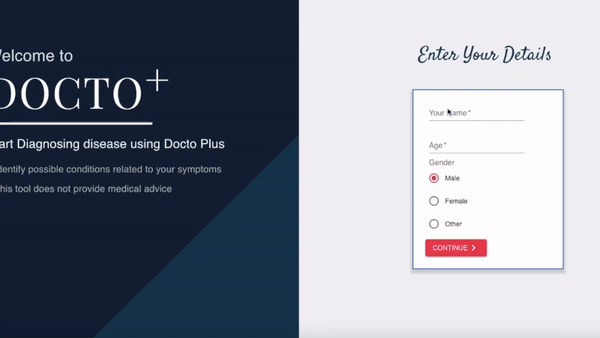 elcome to
DOCTO+
art Diagnosing disease using Docto Plus
dentify possible conditions related to your symptoms
his tool does not provide medical advice
Enter Your Details
Your Name *
Age *
Gender
Male
Female
Other
CONTINUE >